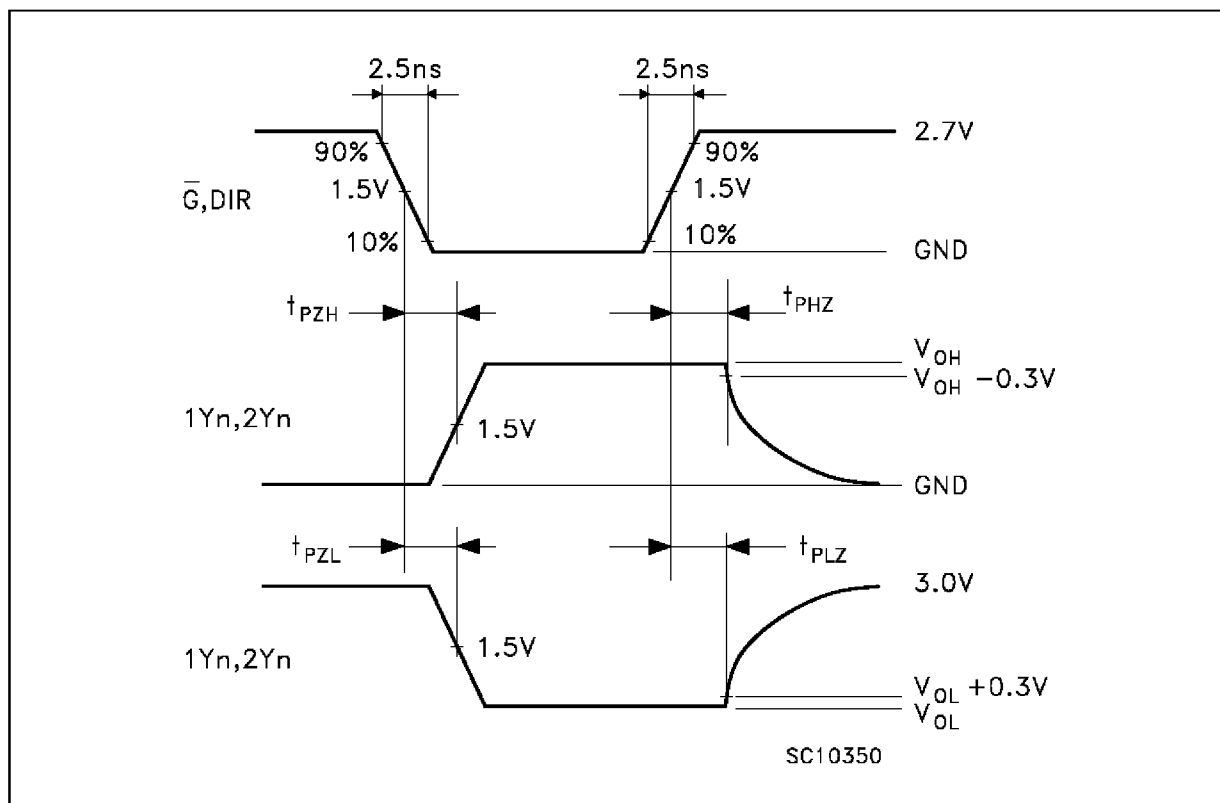 2.5ns 2.5ns
2.7V
90% 90%
G̅,DIR 1.5V 1.5V
10% 10%
GND
tPZH tPHZ
VOH
VOH −0.3V
1Yn,2Yn 1.5V
GND
tPZL tPLZ
3.0V
1Yn,2Yn 1.5V
VOL +0.3V
VOL
SC10350